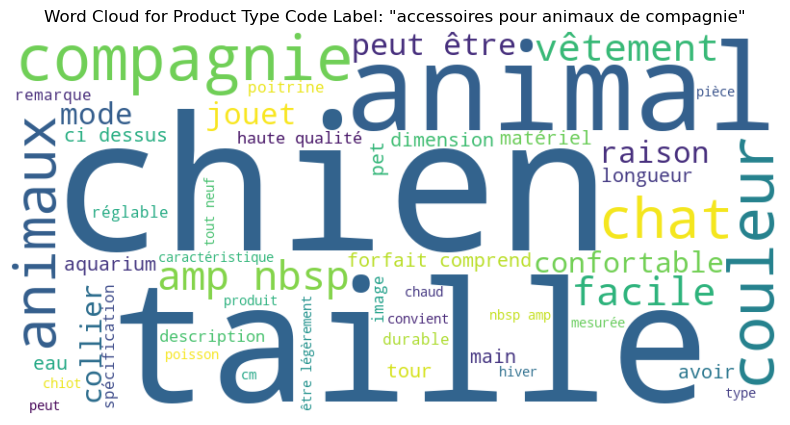 Word Cloud for Product Type Code Label: "accessoires pour animaux de compagnie"
compagnie
peut être
vêtement
animal
remarque
poitrine
pièce
mode
jouet
ci dessus
haute qualité
dimension
matériel
animaux
chien
pet
raison
longueur
couleur
réglable
tout neuf
chat
aquarium
caractéristique
forfait comprend
confortable
amp nbsp
facile
taille
collier
spécification
produit
être légèrement
image
chaud
convient
nbsp amp
mesurée
description
poisson
durable
eau
cm
tour
main
hiver
avoir
chiot
type
peut